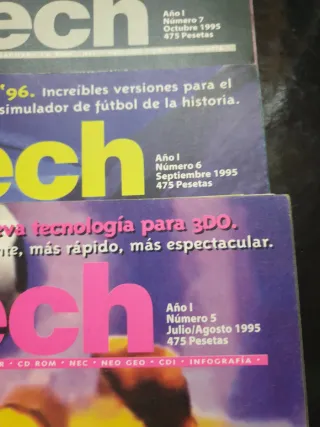 ech
Año I
Número 7
Octubre 1995
475 Pesetas
'96. Increíbles versiones para el
simulador de fútbol de la historia.
ech
Año I
Número 6
Septiembre 1995
475 Pesetas
eva tecnología para 3DO.
nte, más rápido, más espectacular.
ech
Año I
Número 5
Julio/Agosto 1995
475 Pesetas
• CD ROM • NEC • NEO GEO • CDI • INFOGRAFÍA •